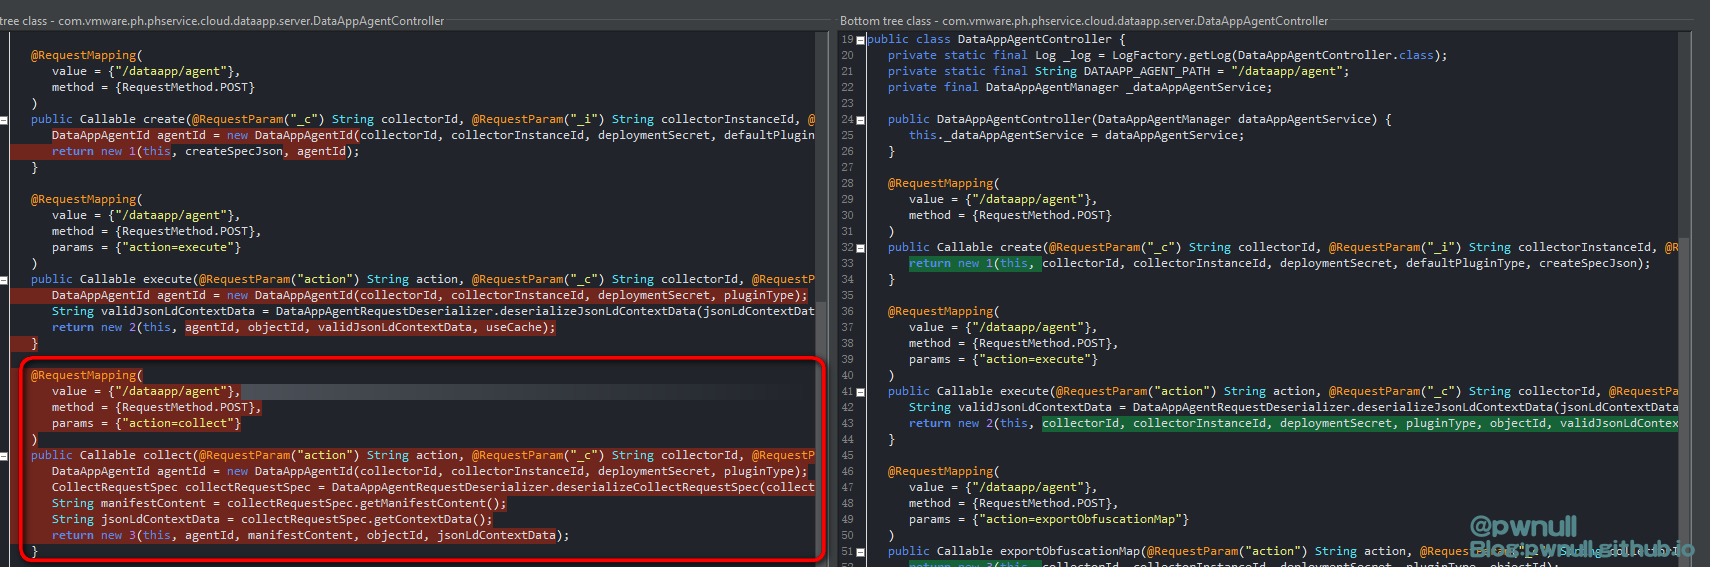 tree class - com.vmware.ph.phservice.cloud.dataapp.server.DataAppAgentController
@RequestMapping(
value = {"/dataapp/agent"},
method = {RequestMethod.POST}
)
public Callable create(@RequestParam("_c") String collectorId, @RequestParam("_i") String collectorInstanceId, @
DataAppAgentId agentId = new DataAppAgentId(collectorId, collectorInstanceId, deploymentSecret, defaultPlugin
return new 1(this, createSpecJson, agentId);
}
@RequestMapping(
value = {"/dataapp/agent"},
method = {RequestMethod.POST},
params = {"action=execute"}
)
public Callable execute(@RequestParam("action") String action, @RequestParam("_c") String collectorId, @RequestP
DataAppAgentId agentId = new DataAppAgentId(collectorId, collectorInstanceId, deploymentSecret, pluginType);
String validJsonLdContextData = DataAppAgentRequestDeserializer.deserializeJsonLdContextData(jsonLdContextDat
return new 2(this, agentId, objectId, validJsonLdContextData, useCache);
}
@RequestMapping(
value = {"/dataapp/agent"},
method = {RequestMethod.POST},
params = {"action=collect"}
)
public Callable collect(@RequestParam("action") String action, @RequestParam("_c") String collectorId, @RequestP
DataAppAgentId agentId = new DataAppAgentId(collectorId, collectorInstanceId, deploymentSecret, pluginType);
CollectRequestSpec collectRequestSpec = DataAppAgentRequestDeserializer.deserializeCollectRequestSpec(collect
String manifestContent = collectRequestSpec.getManifestContent();
String jsonLdContextData = collectRequestSpec.getContextData();
return new 3(this, agentId, manifestContent, objectId, jsonLdContextData);
}
Bottom tree class - com.vmware.ph.phservice.cloud.dataapp.server.DataAppAgentController
19 public class DataAppAgentController {
20 private static final Log _log = LogFactory.getLog(DataAppAgentController.class);
21 private static final String DATAAPP_AGENT_PATH = "/dataapp/agent";
22 private final DataAppAgentManager _dataAppAgentService;
23
24 public DataAppAgentController(DataAppAgentManager dataAppAgentService) {
25 this._dataAppAgentService = dataAppAgentService;
26 }
27
28 @RequestMapping(
29 value = {"/dataapp/agent"},
30 method = {RequestMethod.POST}
31 )
32 public Callable create(@RequestParam("_c") String collectorId, @RequestParam("_i") String collectorInstanceId, @R
33 return new 1(this, collectorId, collectorInstanceId, deploymentSecret, defaultPluginType, createSpecJson);
34 }
35
36 @RequestMapping(
37 value = {"/dataapp/agent"},
38 method = {RequestMethod.POST},
39 params = {"action=execute"}
40 )
41 public Callable execute(@RequestParam("action") String action, @RequestParam("_c") String collectorId, @RequestPa
42 String validJsonLdContextData = DataAppAgentRequestDeserializer.deserializeJsonLdContextData(jsonLdContextData
43 return new 2(this, collectorId, collectorInstanceId, deploymentSecret, pluginType, objectId, validJsonLdContex
44 }
45
46 @RequestMapping(
47 value = {"/dataapp/agent"},
48 method = {RequestMethod.POST},
49 params = {"action=exportObfuscationMap"}
50 )
51 public Callable exportObfuscationMap(@RequestParam("action") String action, @RequestParam("_c") String
@pwnull
Blog:pwnull.github.io